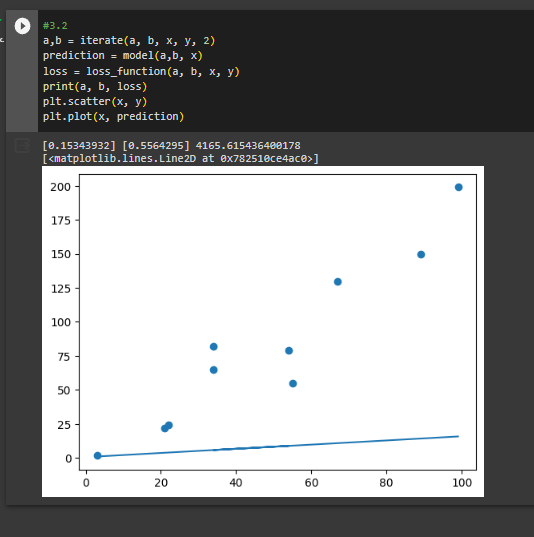 #3.2
a,b = iterate(a, b, x, y, 2)
prediction = model(a,b, x)
loss = loss_function(a, b, x, y)
print(a, b, loss)
plt.scatter(x, y)
plt.plot(x, prediction)
[0.15343932] [0.5564295] 4165.615436400178
[<matplotlib.lines.Line2D at 0x782510ce4ac0>]
200
175
150
125
100
75
50
25
0
0 20 40 60 80 100